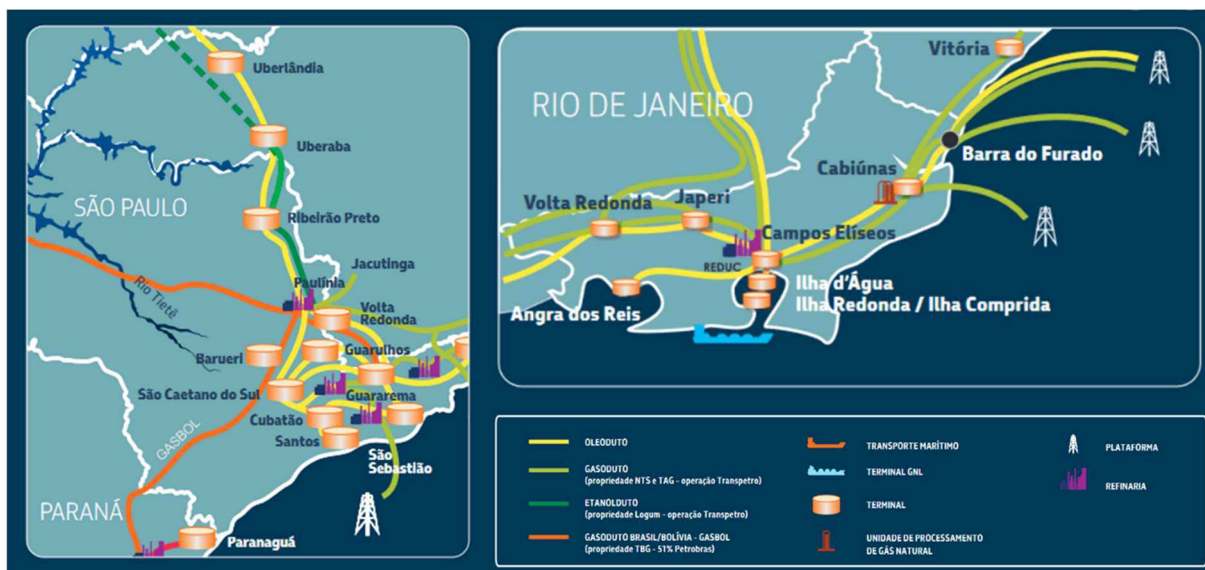 Uberlândia
Uberaba
SÃO PAULO
Ribeirão Preto
Jacutinga
Paulínia
Rio Tietê
Volta
Redonda
Guarulhos
Barueri
São Caetano do Sul
Guararema
Cubatão
Santos
São
Sebastião
GASBOL
PARANÁ
Paranaguá
Vitória
RIO DE JANEIRO
Barra do Furado
Cabiúnas
Volta Redonda
Japeri
Campos Elíseos
REDUC
Ilha d'Água
Ilha Redonda / Ilha Comprida
Angra dos Reis
ÓLEODUTO
GASODUTO
(propriedade NTS e TAG - operação Transpetro)
ETANÓLDUTO
(propriedade Logum - operação Transpetro)
GASODUTO BRASIL/BOLÍVIA - GASBOL
(propriedade TBG - 51% Petrobras)
TRANSPORTE MARÍTIMO
TERMINAL GNL
TERMINAL
UNIDADE DE PROCESSAMENTO
DE GÁS NATURAL
PLATAFORMA
REFINARIA